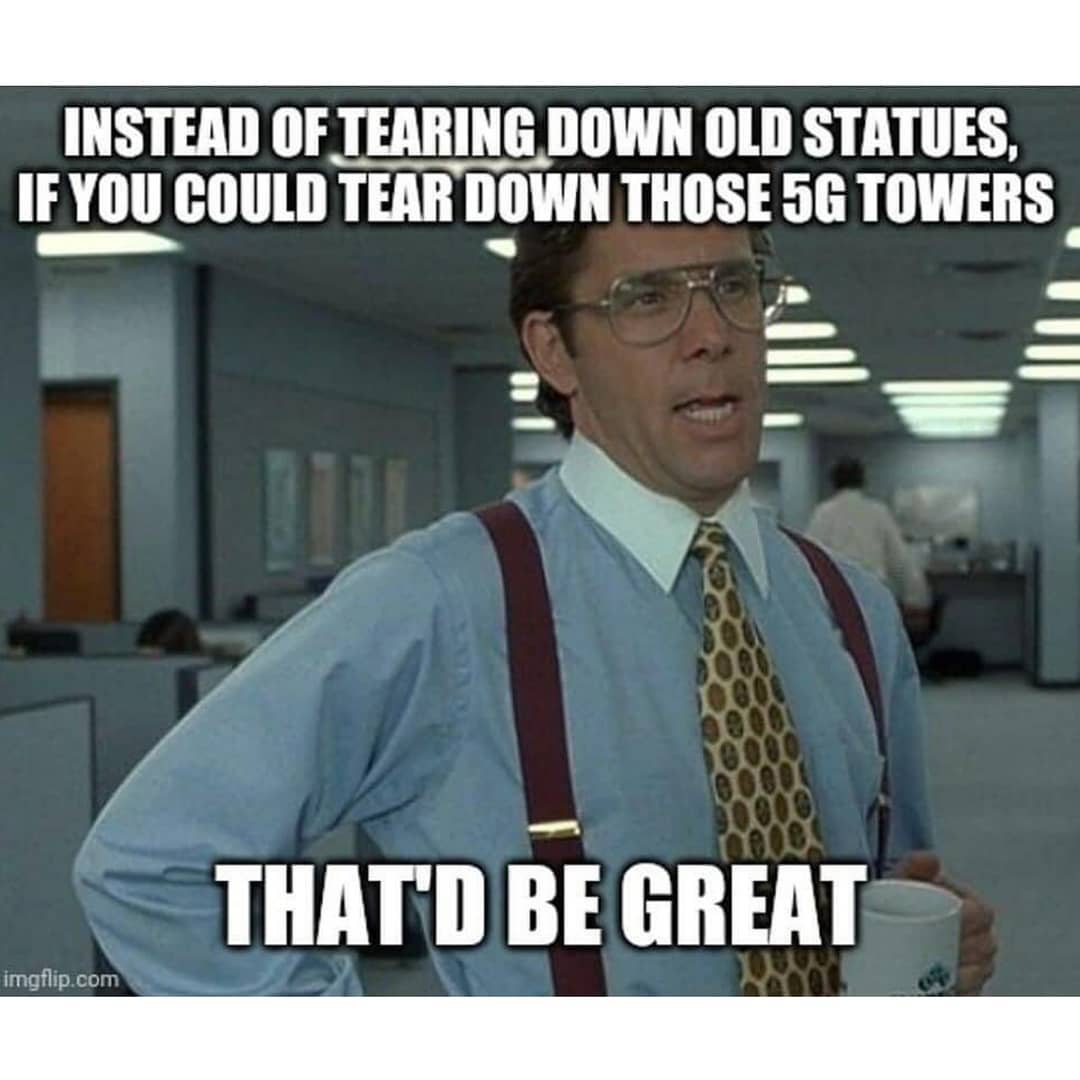 INSTEAD OF TEARING DOWN OLD STATUES,
IF YOU COULD TEAR DOWN THOSE 5G TOWERS
THAT'D BE GREAT
imgflip.com